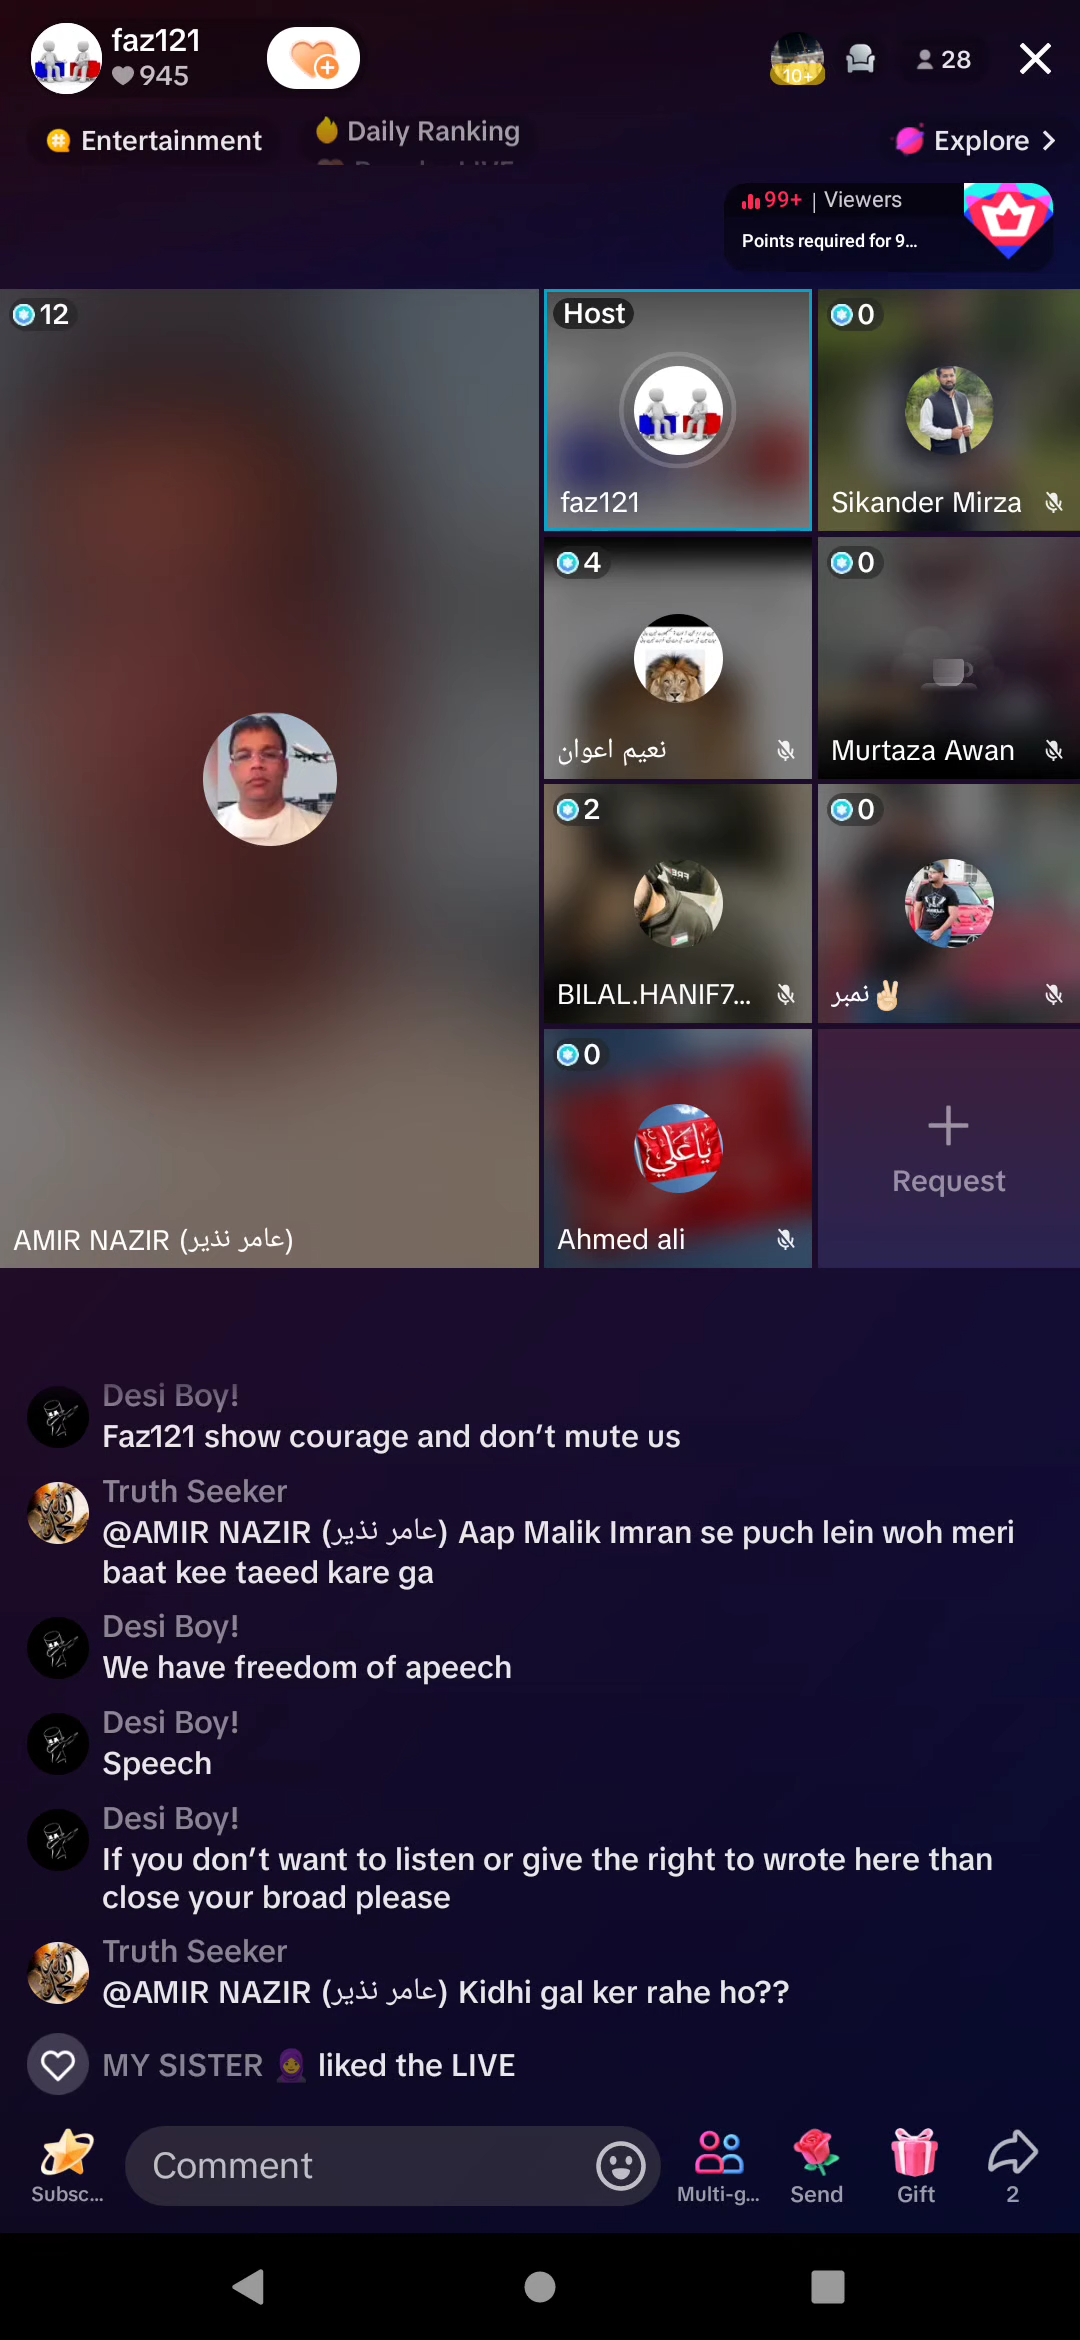 faz121
945
10+
28
Entertainment
Daily Ranking
Explore
99+ | Viewers
Points required for 9...
12
Host
0
faz121
Sikander Mirza
4
0
نعیم اعوان
Murtaza Awan
2
0
BILAL.HANIF7...
نمبر✌🏻
0
ياعلي
Request
Ahmed ali
AMIR NAZIR (عامر نذیر)
Desi Boy!
Faz121 show courage and don’t mute us
Truth Seeker
@AMIR NAZIR (عامر نذیر) Aap Malik Imran se puch lein woh meri
baat kee taeed kare ga
Desi Boy!
We have freedom of apeech
Desi Boy!
Speech
Desi Boy!
If you don’t want to listen or give the right to wrote here than
close your broad please
Truth Seeker
@AMIR NAZIR (عامر نذیر) Kidhi gal ker rahe ho??
MY SISTER 🧕 liked the LIVE
Comment
Subsc...
Multi-g...
Send
Gift
2